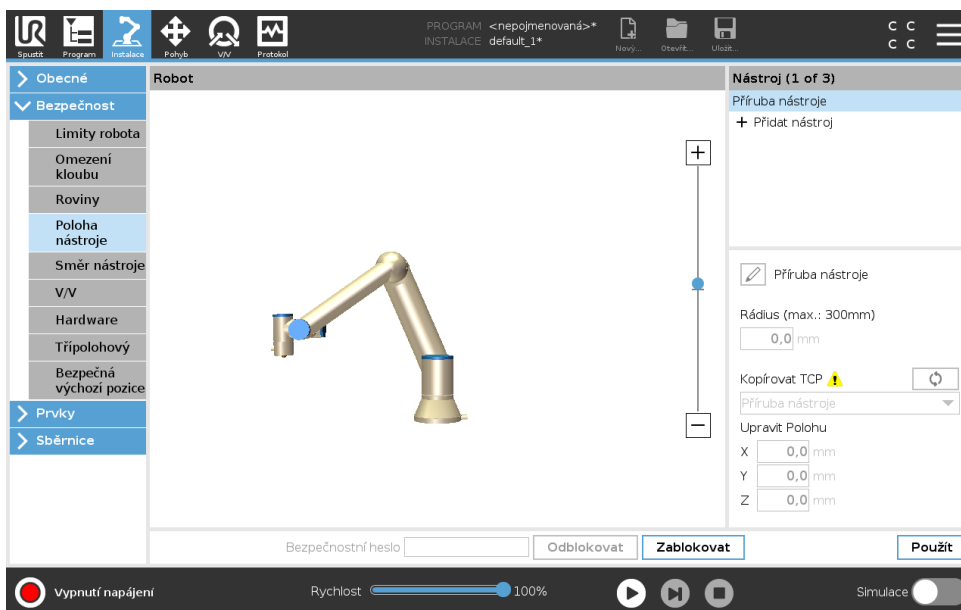 PROGRAM <nepojmenovaná>*
INSTALACE default_1*
Spustit
Program
Instalace
Pohyb
V/V
Protokol
Nový...
Otevřít...
Uložit...
C C
C C
Obecné
Bezpečnost
Limity robota
Omezení
kloubu
Roviny
Poloha
nástroje
Směr nástroje
V/V
Hardware
Třípolohový
Bezpečná
výchozí pozice
Prvky
Sběrnice
Robot
Nástroj (1 of 3)
Příruba nástroje
+ Přidat nástroj
Příruba nástroje
Rádius (max.: 300mm)
0,0 mm
Kopírovat TCP
Příruba nástroje
Upravit Polohu
X 0,0 mm
Y 0,0 mm
Z 0,0 mm
Bezpečnostní heslo
Odblokovat
Zablokovat
Použít
Vypnutí napájení
Rychlost
100%
Simulace